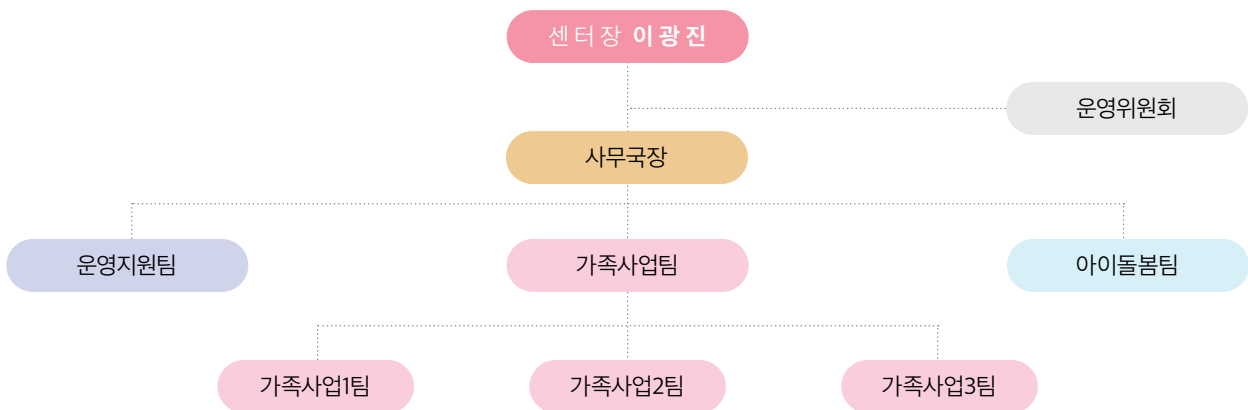 센터장 이광진
운영위원회
사무국장
운영지원팀
가족사업팀
아이돌봄팀
가족사업1팀
가족사업2팀
가족사업3팀